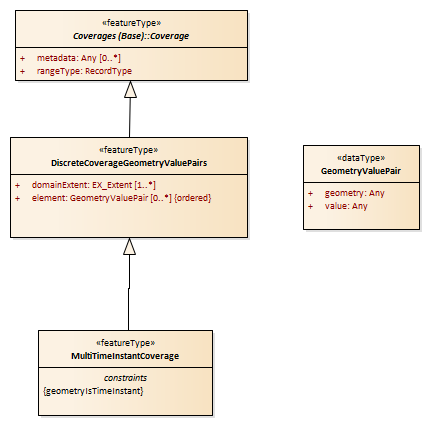 «featureType»
Coverages (Base)::Coverage
+ metadata: Any [0..*]
+ rangeType: RecordType
«featureType»
DiscreteCoverageGeometryValuePairs
+ domainExtent: EX_Extent [1..*]
+ element: GeometryValuePair [0..*] {ordered}
«dataType»
GeometryValuePair
+ geometry: Any
+ value: Any
«featureType»
MultiTimeInstantCoverage
constraints
{geometryIsTimeInstant}